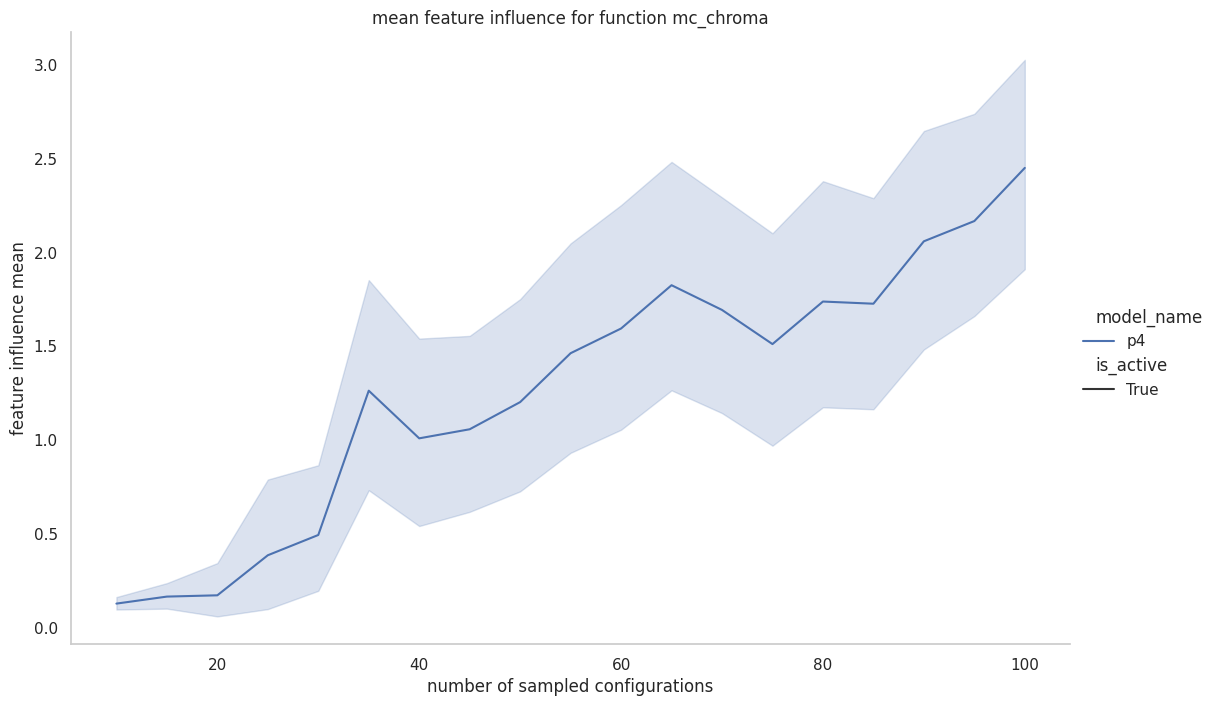 mean feature influence for function mc_chroma
3.0
2.5
2.0
1.5
1.0
0.5
0.0
feature influence mean
20
40
60
80
100
number of sampled configurations
model_name
p4
is_active
True